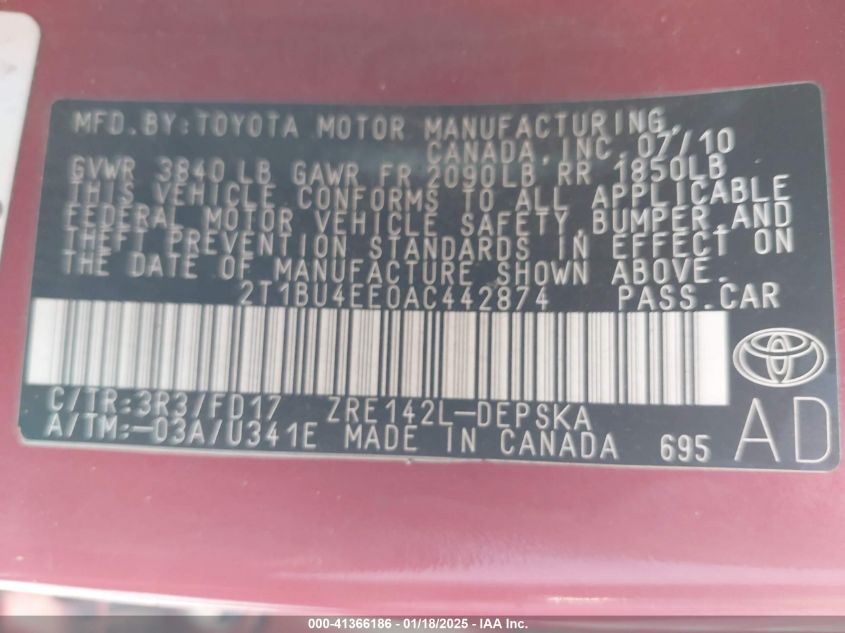 MFD.BY:TOYOTA MOTOR MANUFACTURING,
CANADA,INC. 07/10
GVWR 3840 LB GAWR FR 2090LB RR 1850LB
THIS VEHICLE CONFORMS TO ALL APPLICABLE
FEDERAL MOTOR VEHICLE SAFETY,BUMPER,AND
THEFT PREVENTION STANDARDS IN EFFECT ON
THE DATE OF MANUFACTURE SHOWN ABOVE.
2T1BU4EE0AC442874 PASS.CAR
C/TR:3R3/FD17 ZRE142L-DEPSKA
A/TM:-03A/U341E MADE IN CANADA 695 AD
000-41366186 - 01/18/2025 - IAA Inc.